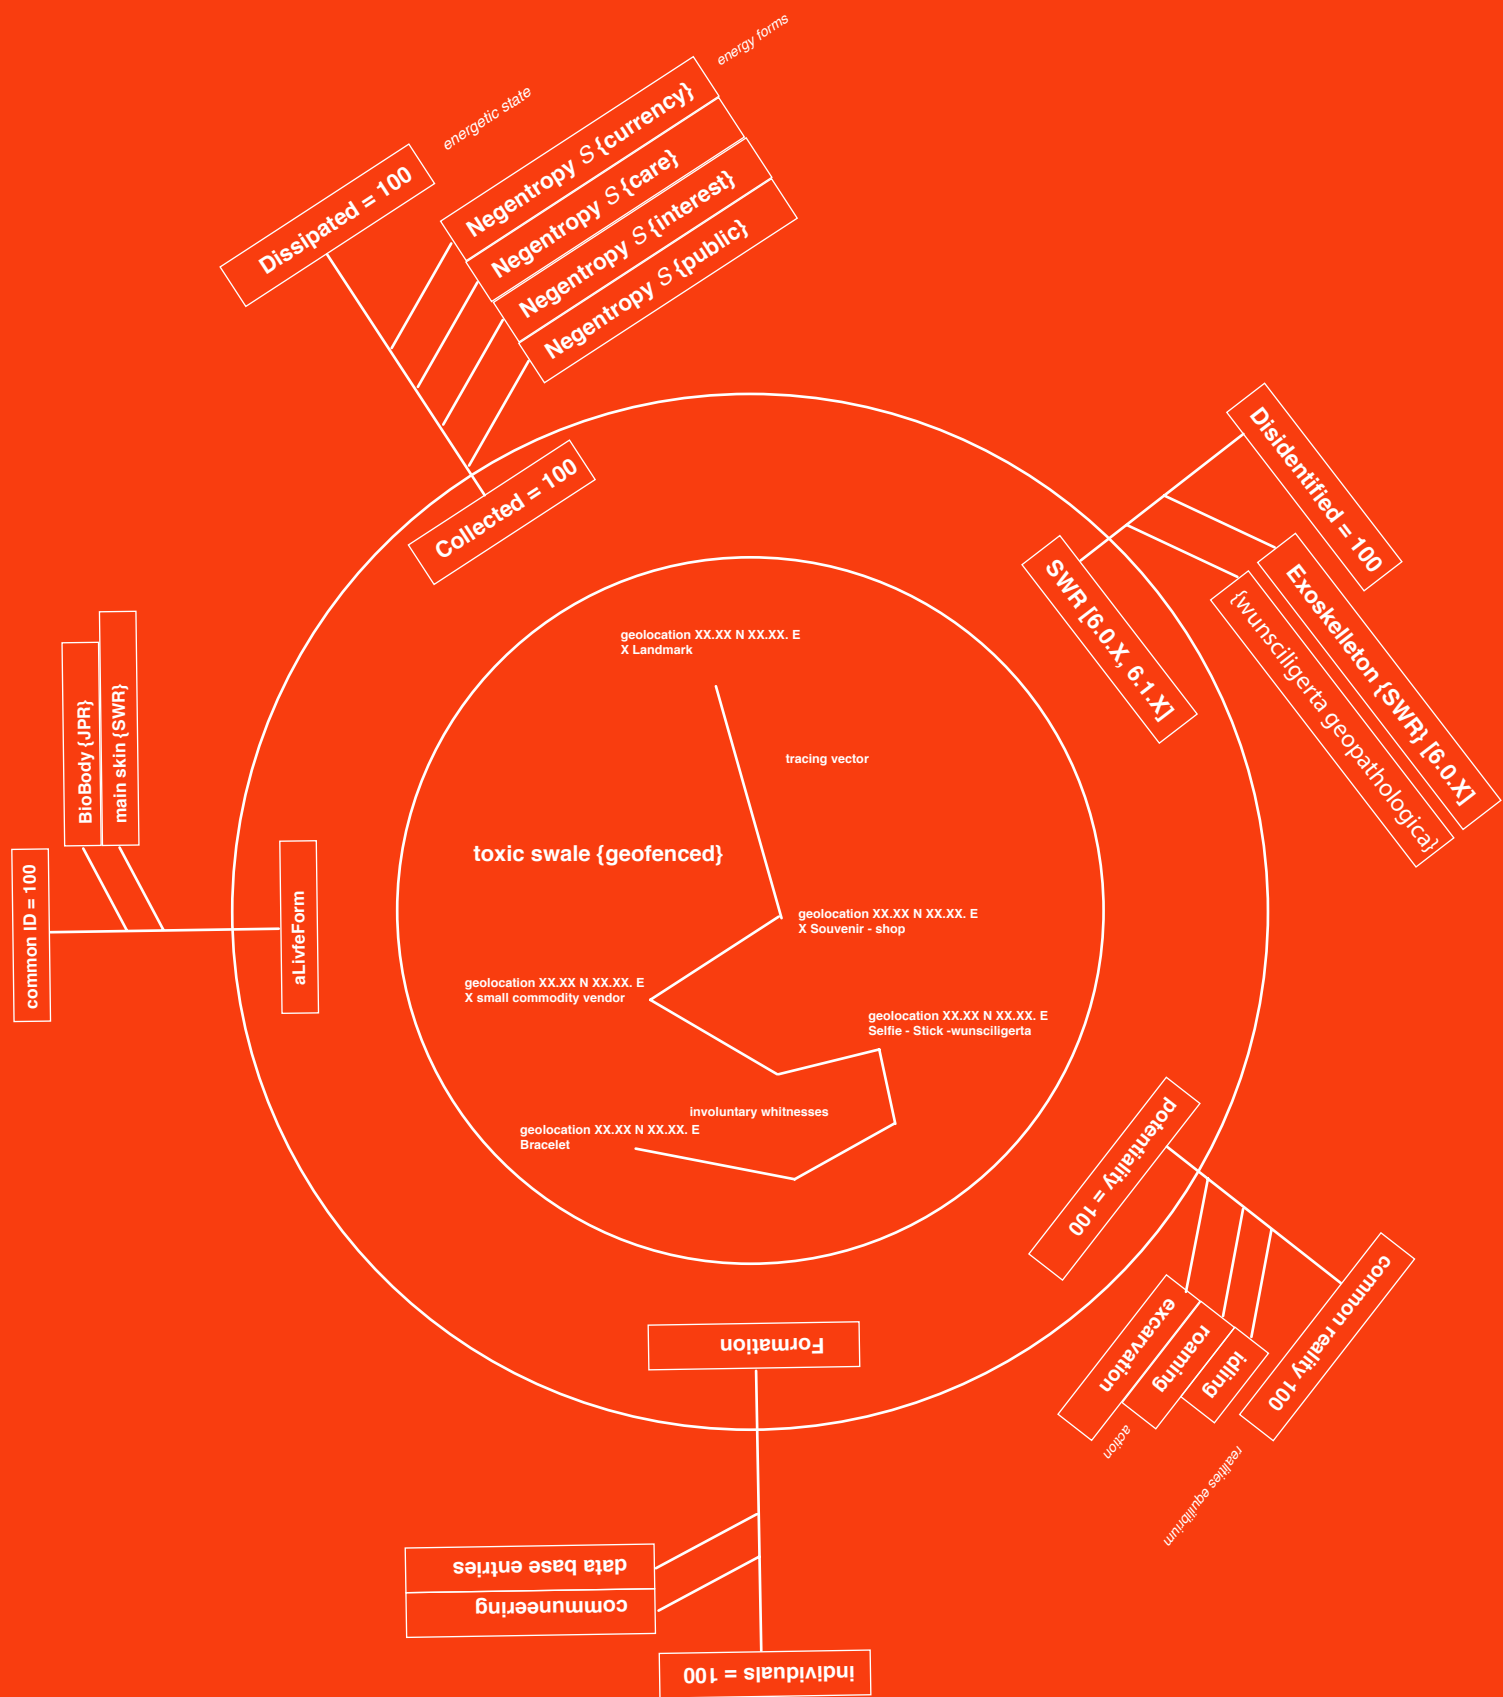 energy forms
energetic state
Dissipated = 100
Negentropy S {currency}
Negentropy S {care}
Negentropy S {interest}
Negentropy S {public}
Collected = 100
Disidentified = 100
SWR [6.0.X, 6.1.X]
Exoskelleton {SWR} [6.0.X]
{wunsciligerta geopathologica}
geolocation XX.XX N XX.XX. E
X Landmark
tracing vector
toxic swale {geofenced}
geolocation XX.XX N XX.XX. E
X Souvenir - shop
geolocation XX.XX N XX.XX. E
X small commodity vendor
geolocation XX.XX N XX.XX. E
Selfie - Stick -wunsciligerta
involuntary whitnesses
geolocation XX.XX N XX.XX. E
Bracelet
BioBody {JPR}
main skin {SWR}
common ID = 100
aLivfeForm
potentiality = 100
excarvation
roaming
idling
common reality 100
action
realities equilibrium
Formation
data base entries
communeering
individuals = 100